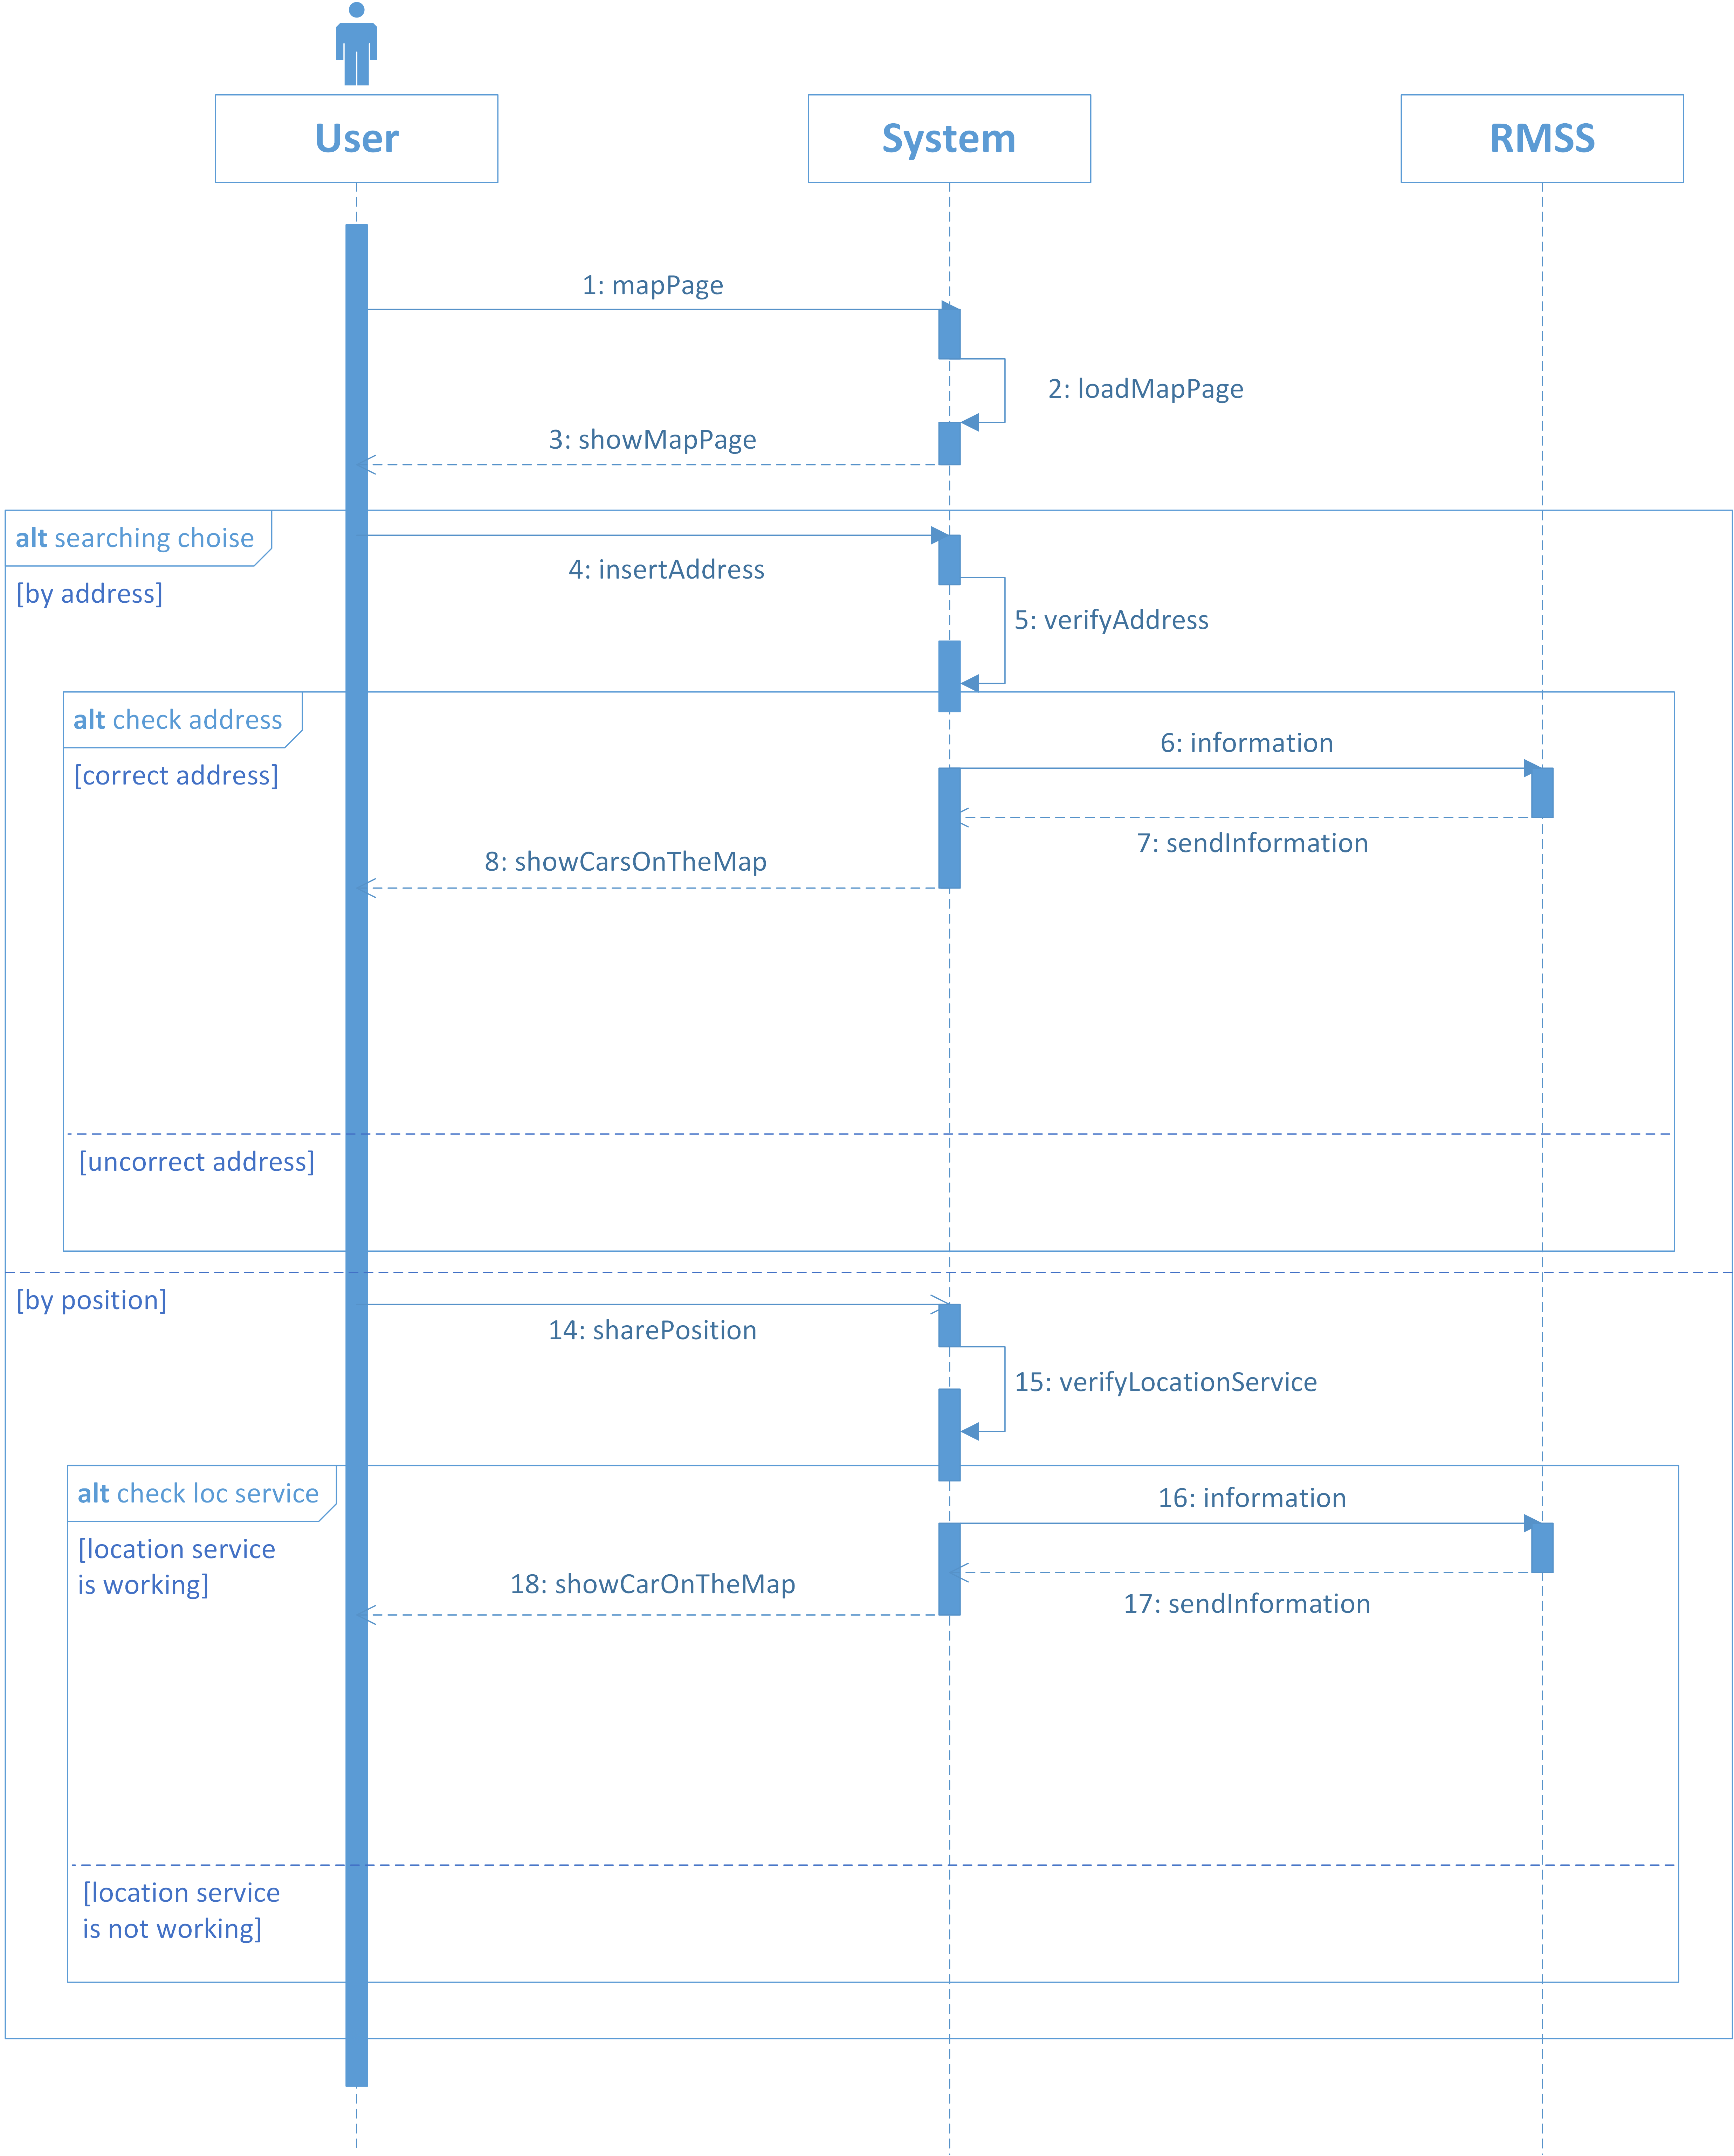 User
System
RMSS
1: mapPage
2: loadMapPage
3: showMapPage
alt searching choise
[by address]
4: insertAddress
5: verifyAddress
alt check address
[correct address]
6: information
7: sendInformation
8: showCarsOnTheMap
[uncorrect address]
[by position]
14: sharePosition
15: verifyLocationService
alt check loc service
[location service
is working]
16: information
17: sendInformation
18: showCarOnTheMap
[location service
is not working]